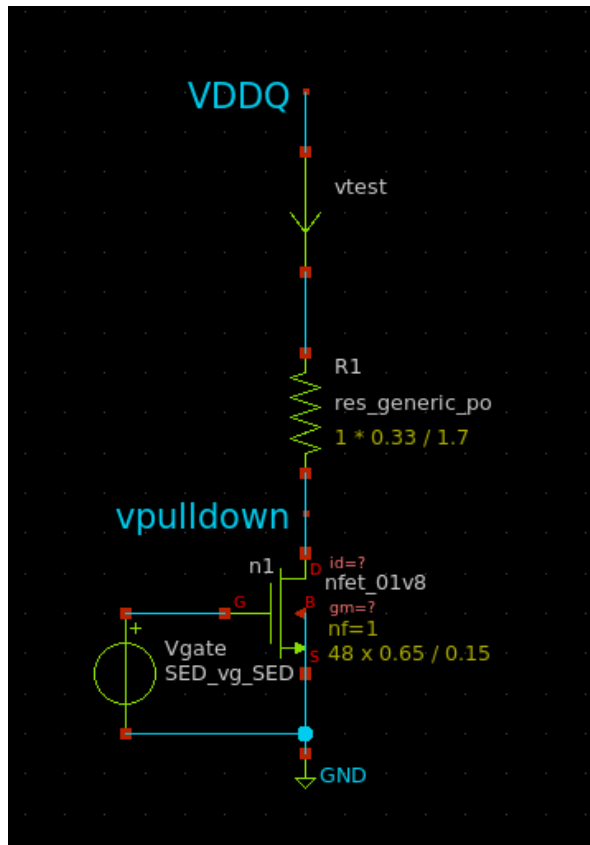 VDDQ
vtest
R1
res_generic_po
1 * 0.33 / 1.7
vpulldown
n1
D
id=?
nfet_01v8
G
B
gm=?
nf=1
S
48 x 0.65 / 0.15
+
Vgate
SED_vg_SED
GND